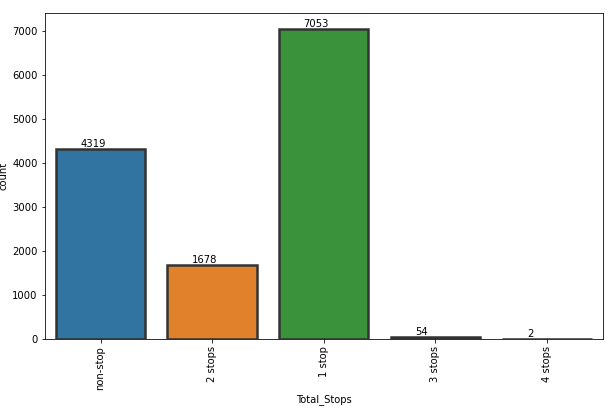 7000
6000
5000
4000
3000
2000
1000
0
count
4319
1678
7053
54
2
non-stop
2 stops
1 stop
3 stops
4 stops
Total_Stops